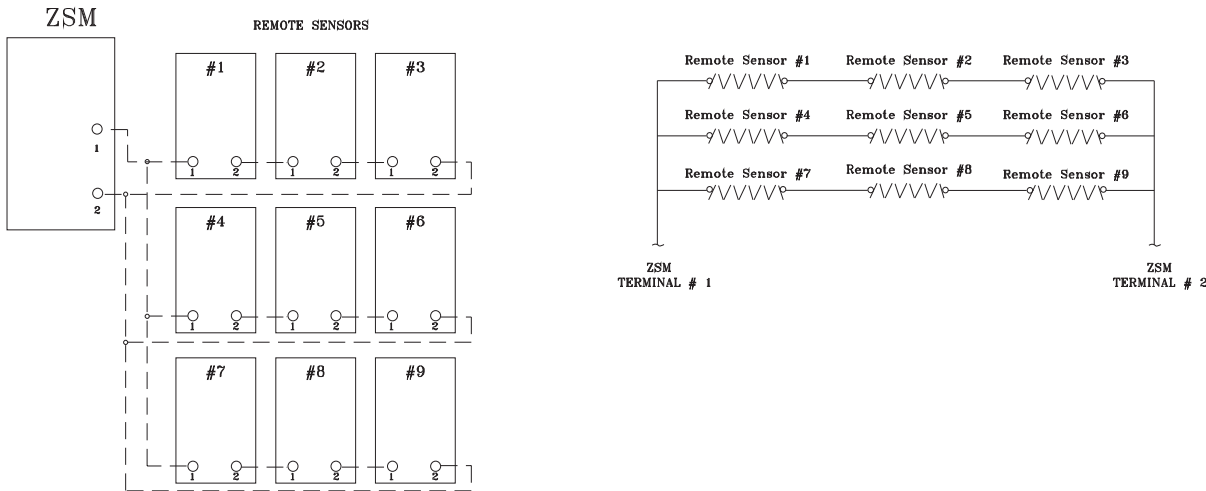 ZSM
REMOTE SENSORS
#1 #2 #3
1
1 2 1 2 1 2
2
#4 #5 #6
1 2 1 2 1 2
#7 #8 #9
1 2 1 2 1 2
Remote Sensor #1 Remote Sensor #2 Remote Sensor #3
Remote Sensor #4 Remote Sensor #5 Remote Sensor #6
Remote Sensor #7 Remote Sensor #8 Remote Sensor #9
ZSM
TERMINAL # 1
ZSM
TERMINAL # 2